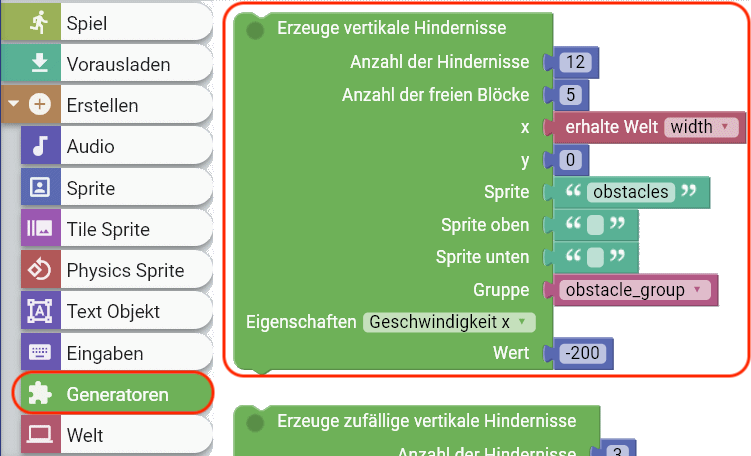 Spiel
Vorausladen
Erstellen
Audio
Sprite
Tile Sprite
Physics Sprite
Text Objekt
Eingaben
Generatoren
Welt
Erzeuge vertikale Hindernisse
Anzahl der Hindernisse 12
Anzahl der freien Blöcke 5
x erhalte Welt width
y 0
Sprite “ obstacles ”
Sprite oben “ ”
Sprite unten “ ”
Gruppe obstacle_group
Eigenschaften Geschwindigkeit x
Wert -200
Erzeuge zufällige vertikale Hindernisse
Anzahl der Hindernisse 3